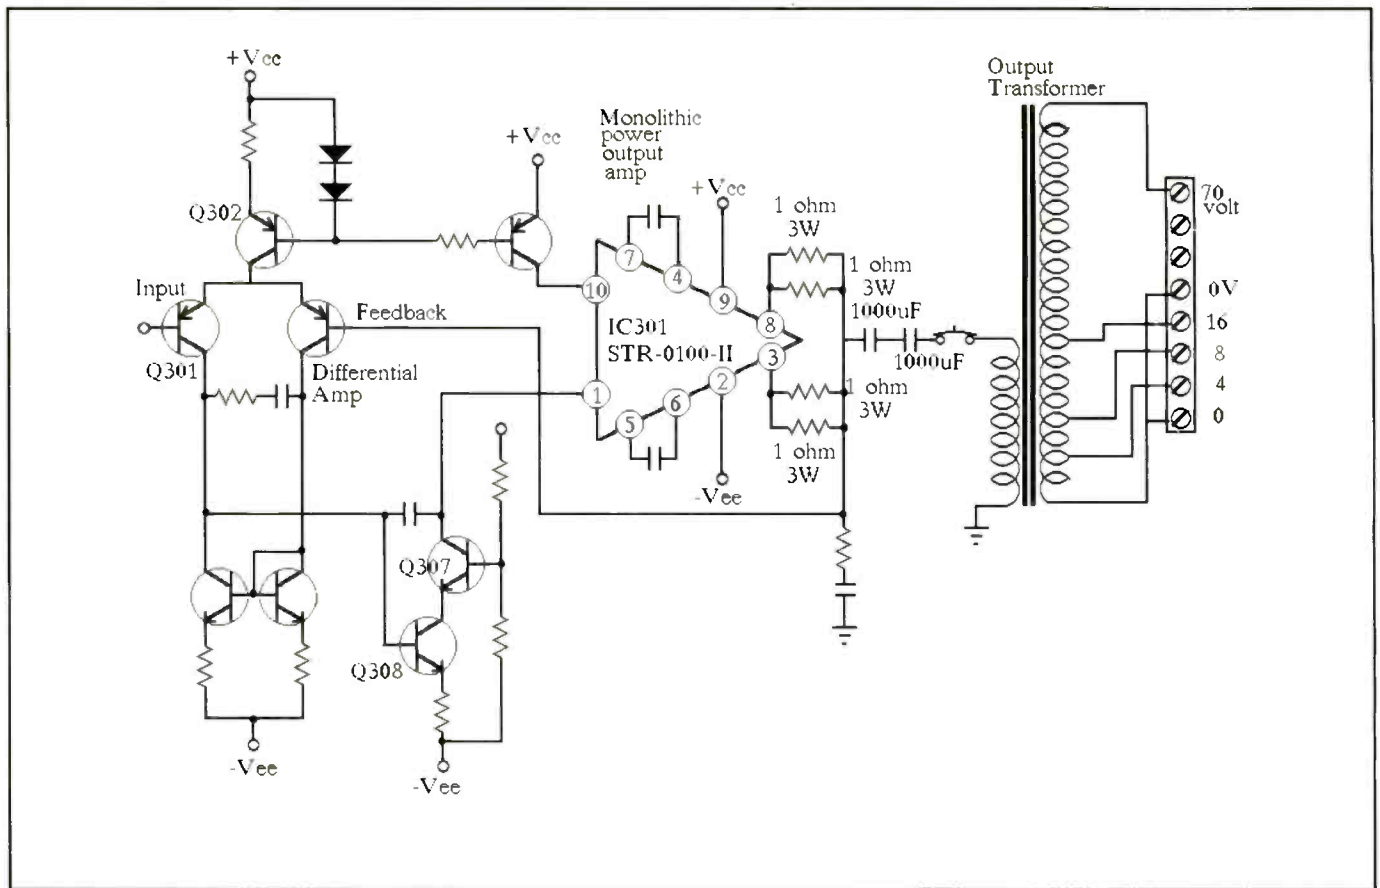 +Vcc
Output
Transformer
Monolithic
power
output
amp
+Vcc
+Vcc
1 ohm
3W
70
volt
Q302
1 ohm
3W
Input
10
7
4
9
8
1000uF
0V
Feedback
IC301
STR-0100-II
16
3
1000uF
8
Q301
Differential
Amp
1
5
6
2
1 ohm
3W
4
0
1 ohm
3W
-Vee
Q307
Q308
-Vee
-Vee